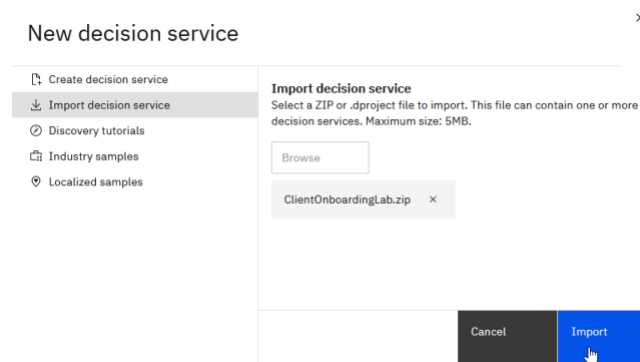 New decision service
Create decision service
Import decision service
Discovery tutorials
Industry samples
Localized samples
Import decision service
Select a ZIP or .dproject file to import. This file can contain one or more
decision services. Maximum size: 5MB.
Browse
ClientOnboardingLab.zip ×
Cancel
Import